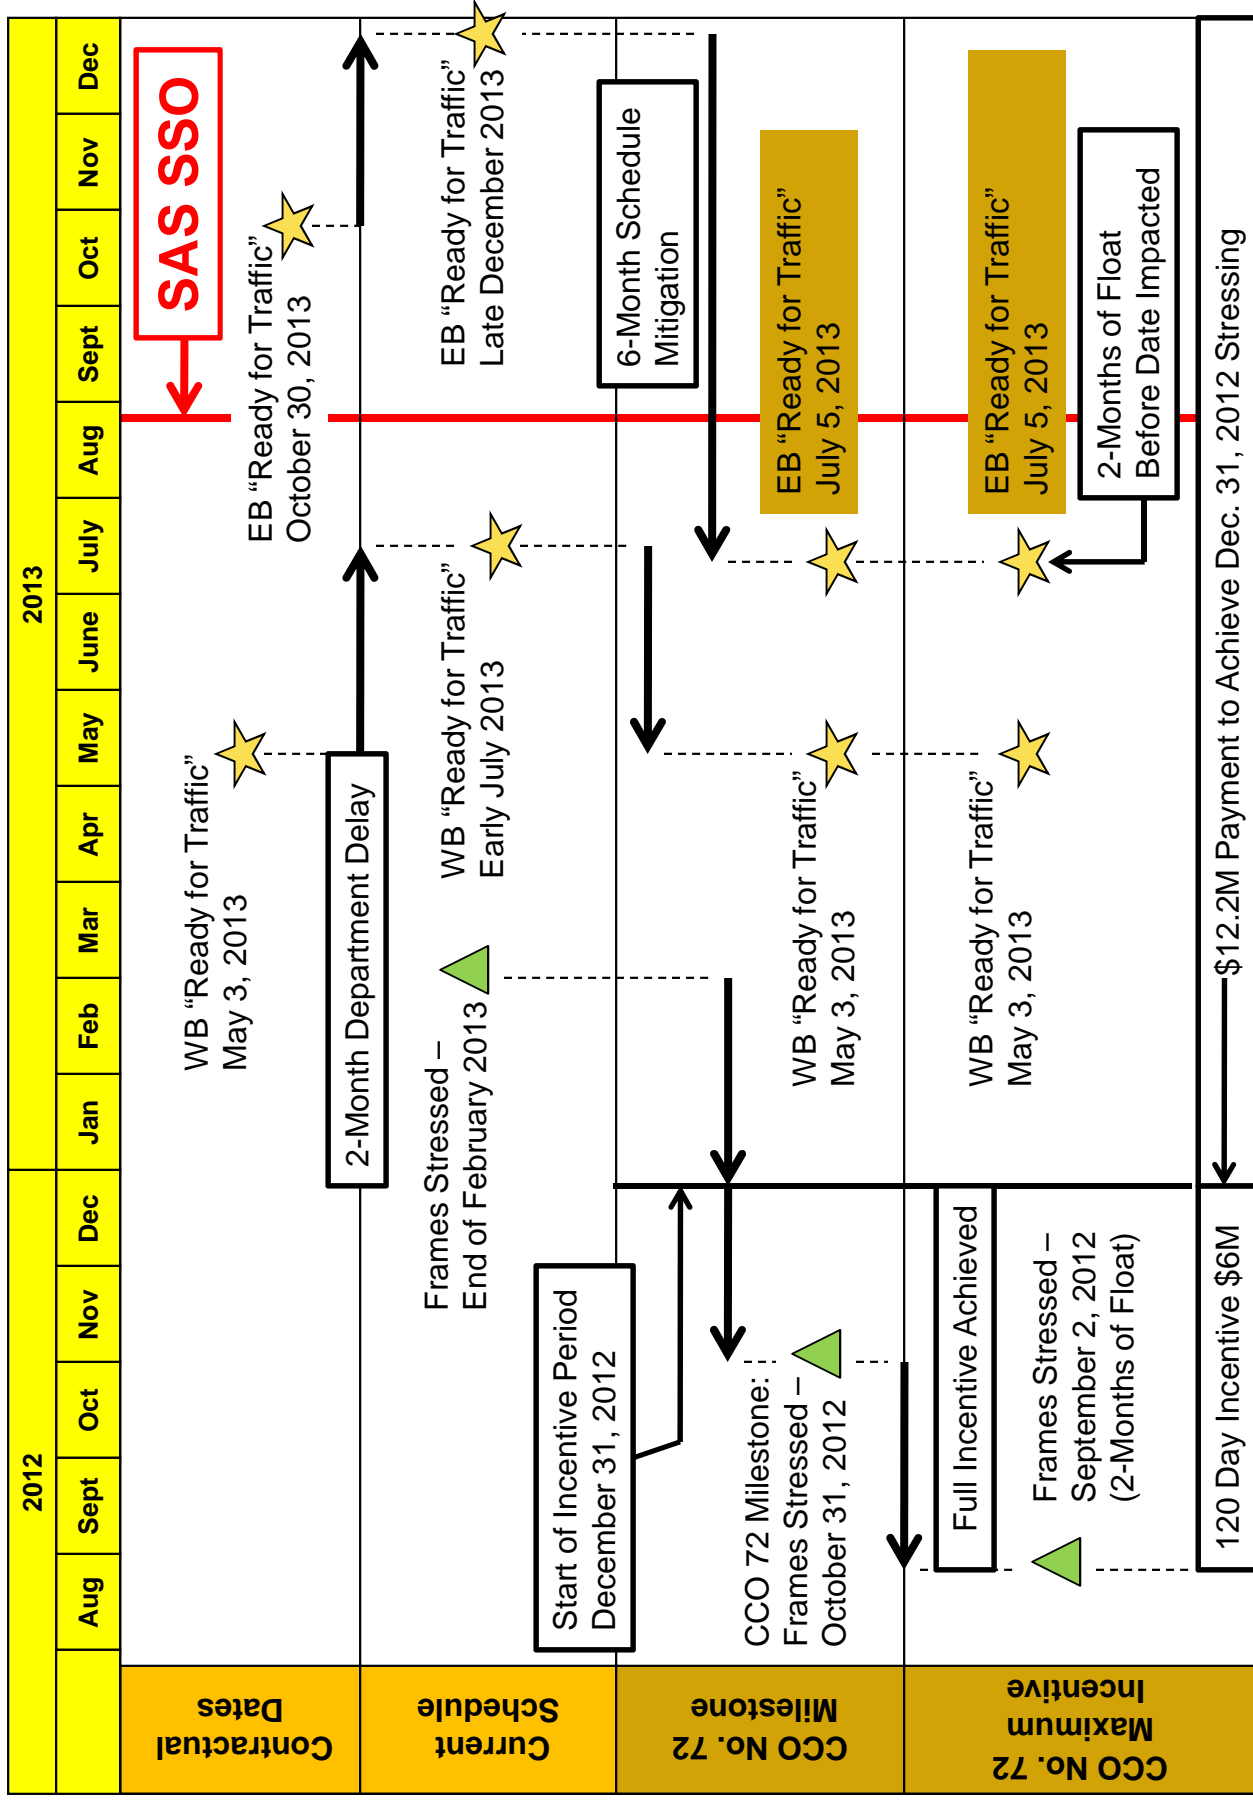 2012
2013
Aug
Sept
Oct
Nov
Dec
Jan
Feb
Mar
Apr
May
June
July
Aug
Sept
Oct
Nov
Dec
Contractual
Dates
WB “Ready for Traffic”
May 3, 2013
EB “Ready for Traffic”
October 30, 2013
SAS SSO
2-Month Department Delay
Current
Schedule
Frames Stressed –
End of February 2013
WB “Ready for Traffic”
Early July 2013
EB “Ready for Traffic”
Late December 2013
CCO No. 72
Milestone
Start of Incentive Period
December 31, 2012
6-Month Schedule
Mitigation
CCO 72 Milestone:
Frames Stressed –
October 31, 2012
WB “Ready for Traffic”
May 3, 2013
EB “Ready for Traffic”
July 5, 2013
CCO No. 72
Maximum
Incentive
Full Incentive Achieved
Frames Stressed –
September 2, 2012
(2-Months of Float)
WB “Ready for Traffic”
May 3, 2013
EB “Ready for Traffic”
July 5, 2013
2-Months of Float
Before Date Impacted
120 Day Incentive $6M
$12.2M Payment to Achieve Dec. 31, 2012 Stressing